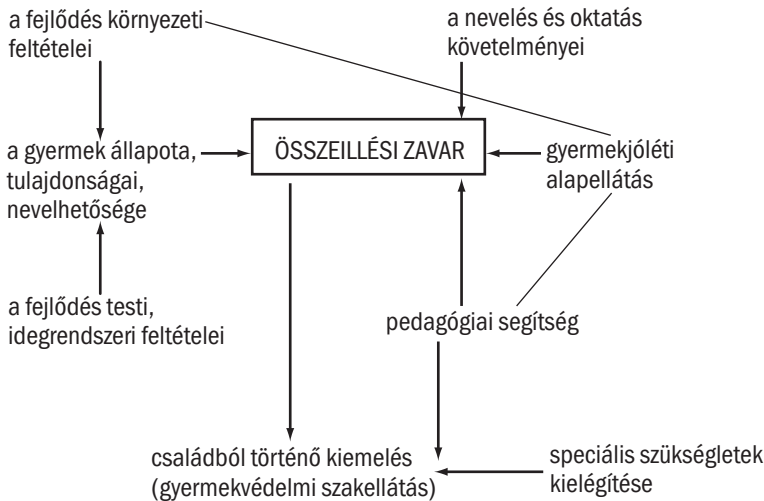 a fejlődés környezeti
feltételei
a nevelés és oktatás
követelményei
a gyermek állapota,
tulajdonságai,
nevelhetősége
ÖSSZEILLÉSI ZAVAR
gyermekjóléti
alapellátás
a fejlődés testi,
idegrendszeri feltételei
pedagógiai segítség
családból történő kiemelés
(gyermekvédelmi szakellátás)
speciális szükségletek
kielégítése